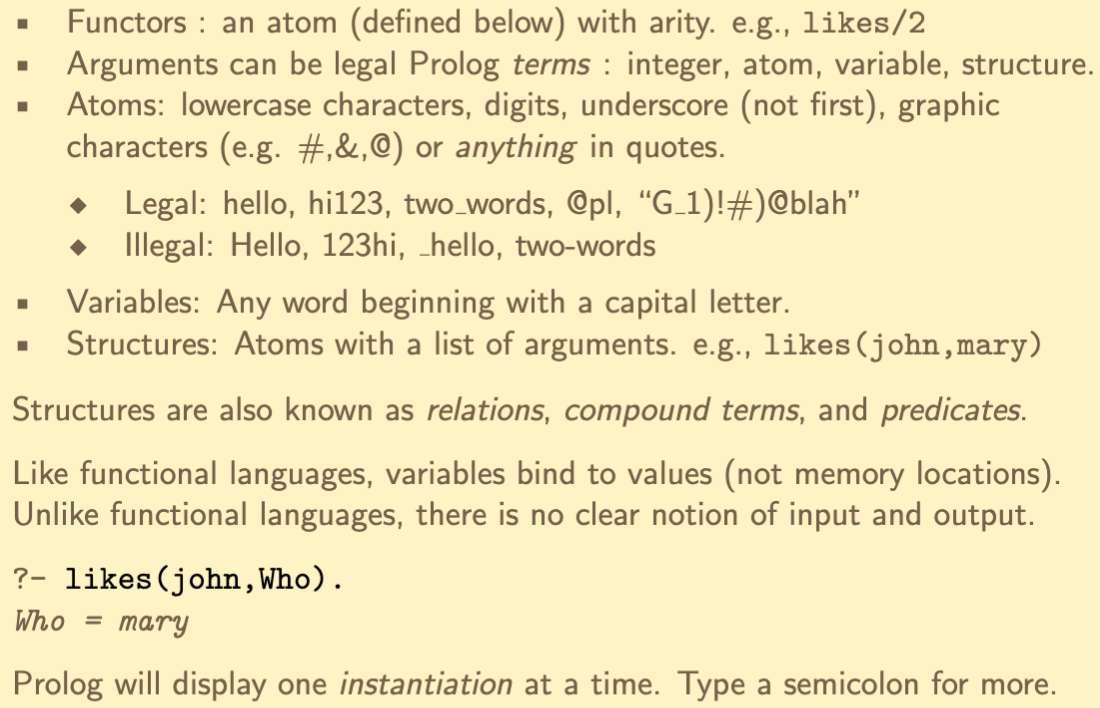 ▪ Functors : an atom (defined below) with arity. e.g., likes/2
▪ Arguments can be legal Prolog terms : integer, atom, variable, structure.
▪ Atoms: lowercase characters, digits, underscore (not first), graphic
characters (e.g. #,&,@) or anything in quotes.
◆ Legal: hello, hi123, two_words, @pl, “G_1)!#)@blah”
◆ Illegal: Hello, 123hi, _hello, two-words
▪ Variables: Any word beginning with a capital letter.
▪ Structures: Atoms with a list of arguments. e.g., likes(john,mary)
Structures are also known as relations, compound terms, and predicates.
Like functional languages, variables bind to values (not memory locations).
Unlike functional languages, there is no clear notion of input and output.
?- likes(john,Who).
Who = mary
Prolog will display one instantiation at a time. Type a semicolon for more.